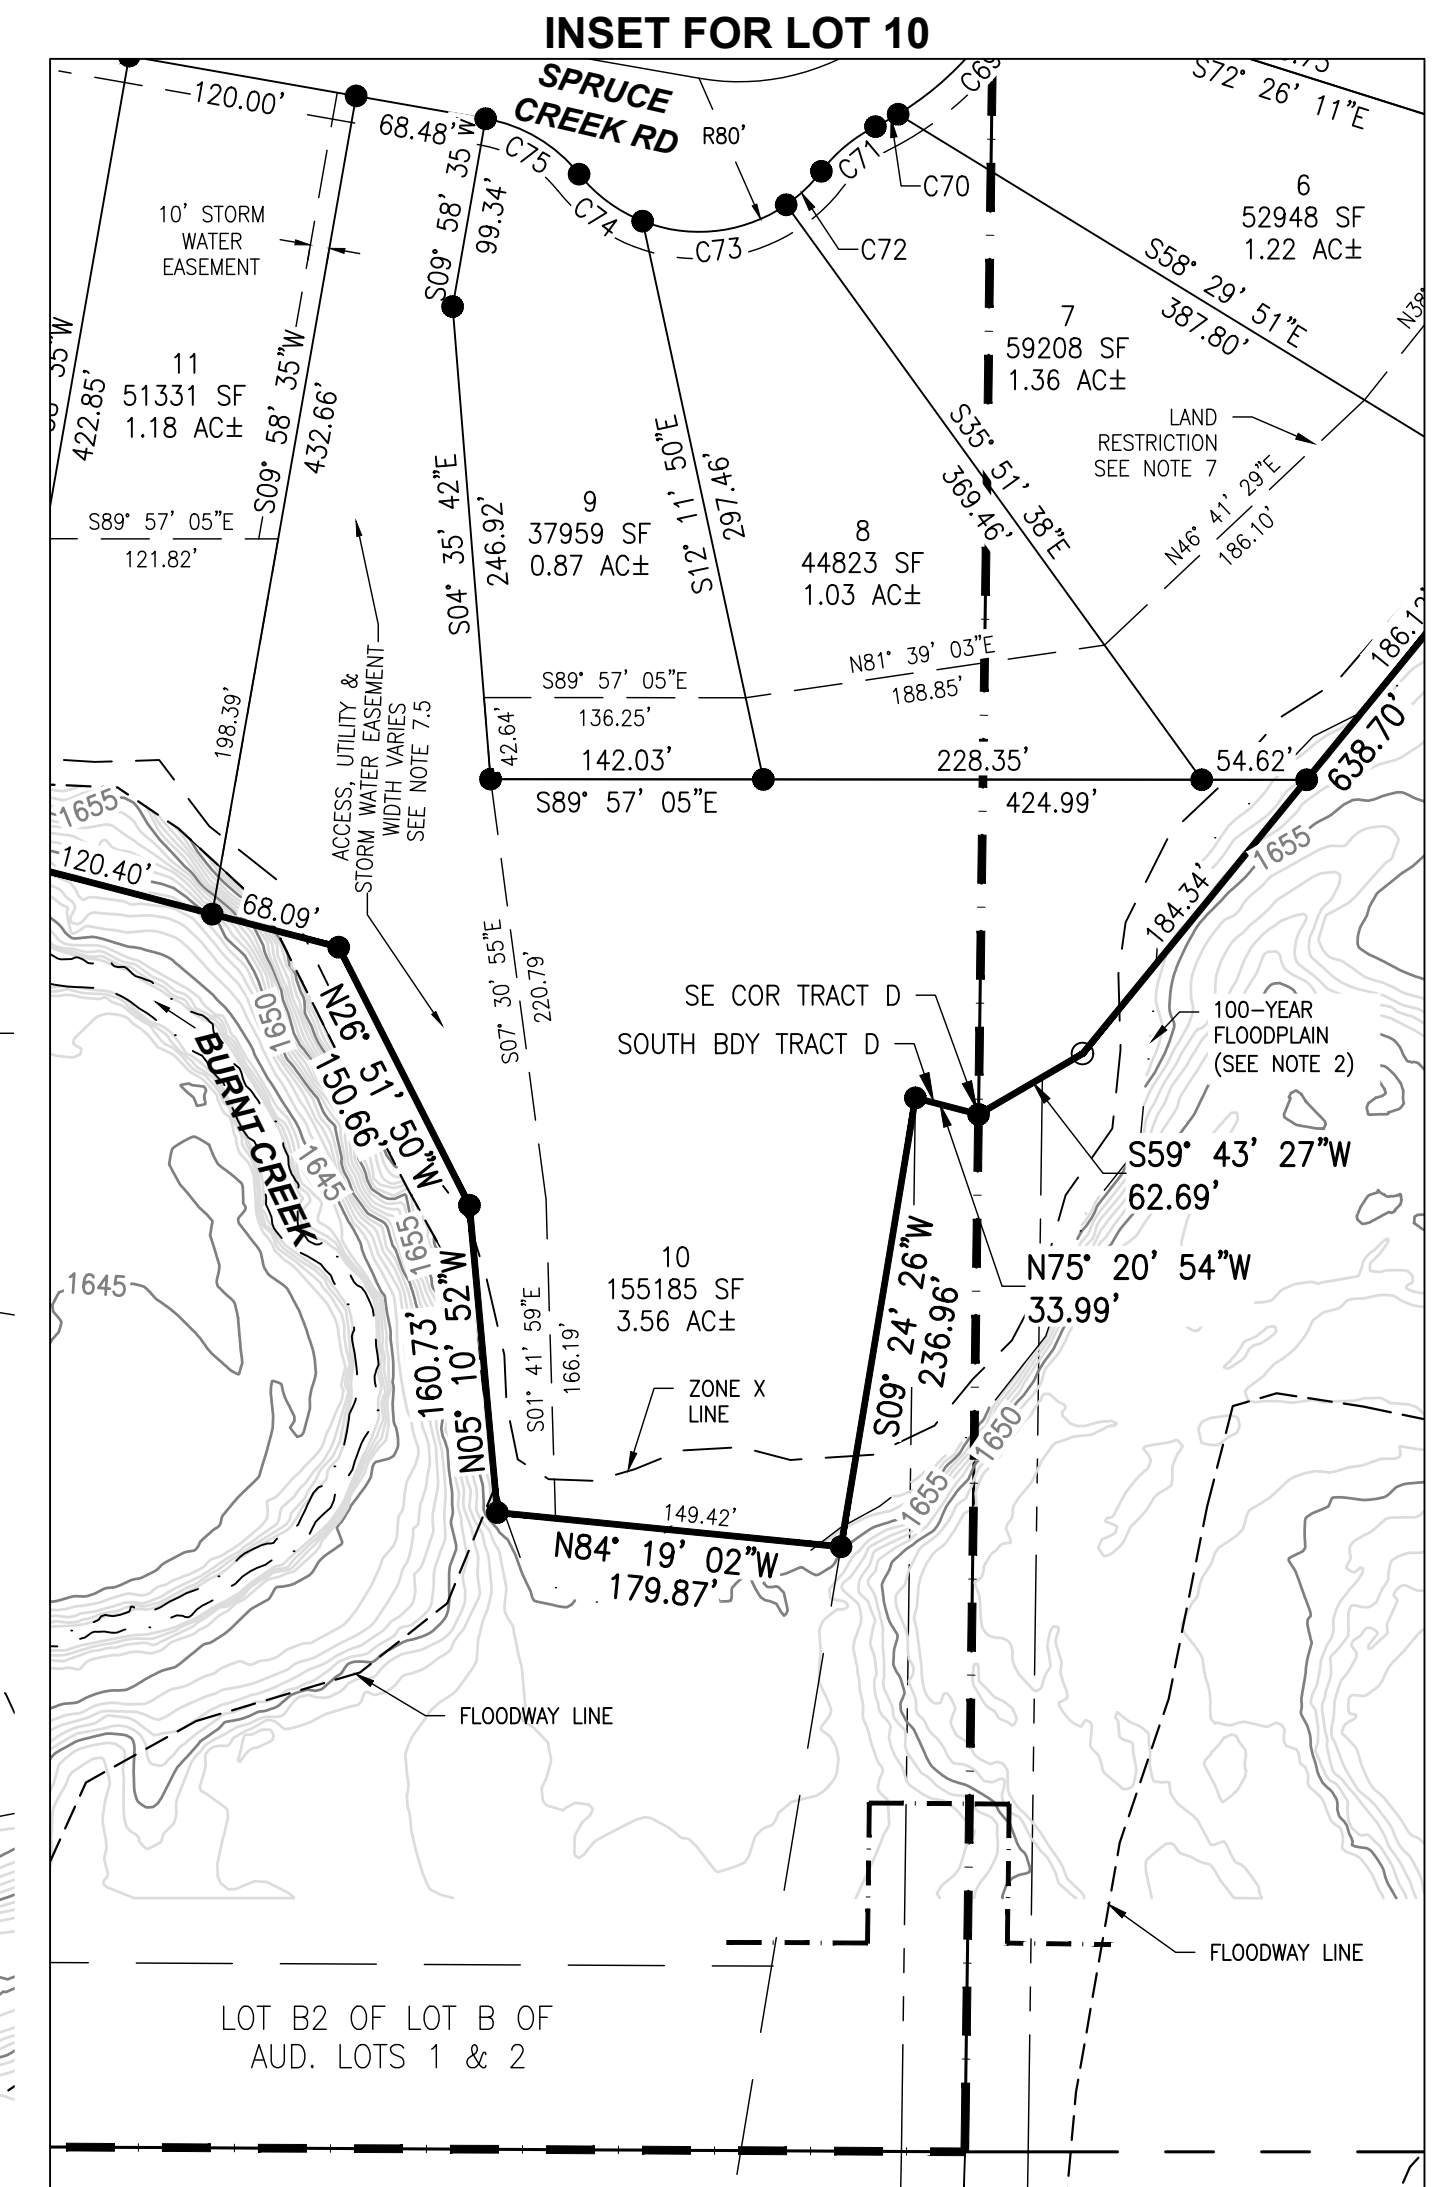 INSET FOR LOT 10
SPRUCE
CREEK RD
R80'
C69
S72° 26' 11"E
120.00'
68.48'
C75
C74
C73
C72
C71
C70
10' STORM
WATER
EASEMENT
S09° 58' 35 W
99.34'
6
52948 SF
1.22 AC±
S58° 29' 51"E
387.80'
7
59208 SF
1.36 AC±
N38°
LAND
RESTRICTION
SEE NOTE 7
35"W
422.85'
11
51331 SF
1.18 AC±
S09° 58' 35"W
432.66'
S89° 57' 05"E
121.82'
S04° 35' 42"E
246.92'
9
37959 SF
0.87 AC±
S12° 11' 50"E
297.46'
8
44823 SF
1.03 AC±
S35° 51' 38"E
369.46'
N46° 41' 29"E
186.10'
N81° 39' 03"E
188.85'
S89° 57' 05"E
136.25'
42.64'
142.03'
S89° 57' 05"E
228.35'
424.99'
54.62'
638.70'
184.34'
198.39'
ACCESS, UTILITY &
STORM WATER EASEMENT
WIDTH VARIES
SEE NOTE 7.5
1655
1655
120.40'
68.09'
S07° 30' 55"E
220.79'
SE COR TRACT D
SOUTH BDY TRACT D
100-YEAR
FLOODPLAIN
(SEE NOTE 2)
N26° 51' 50"W
150.66'
1650
BURNT CREEK
1645
1655
1645
S59° 43' 27"W
62.69'
N75° 20' 54"W
33.99'
10
155185 SF
3.56 AC±
S09° 24' 26"W
236.96'
N05° 10' 52"W
160.73'
S01° 41' 59"E
166.19'
ZONE X
LINE
1650
1655
149.42'
N84° 19' 02"W
179.87'
FLOODWAY LINE
FLOODWAY LINE
LOT B2 OF LOT B OF
AUD. LOTS 1 & 2